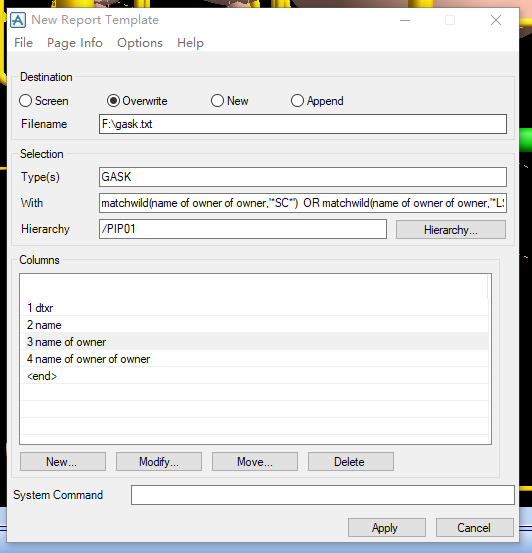 New Report Template
File Page Info Options Help
Destination
Screen Overwrite New Append
Filename F:\gask.txt
Selection
Type(s) GASK
With matchwild(name of owner of owner,'*SC*') OR matchwild(name of owner of owner,'*LS
Hierarchy /PIP01 Hierarchy...
Columns
1 dtxr
2 name
3 name of owner
4 name of owner of owner
<end>
New... Modify... Move... Delete
System Command
Apply Cancel